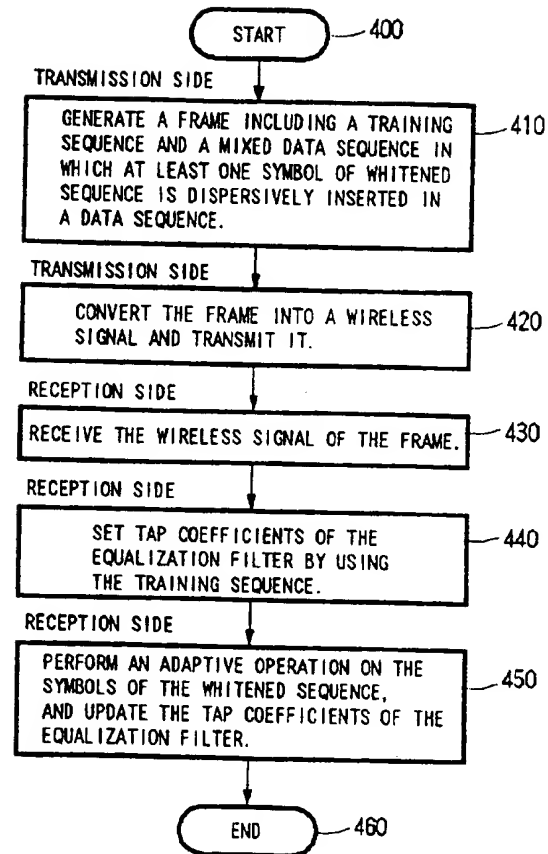 START
400
TRANSMISSION SIDE
GENERATE A FRAME INCLUDING A TRAINING
SEQUENCE AND A MIXED DATA SEQUENCE IN
WHICH AT LEAST ONE SYMBOL OF WHITENED
SEQUENCE IS DISPERSIVELY INSERTED IN
A DATA SEQUENCE.
410
TRANSMISSION SIDE
CONVERT THE FRAME INTO A WIRELESS
SIGNAL AND TRANSMIT IT.
420
RECEPTION SIDE
RECEIVE THE WIRELESS SIGNAL OF THE FRAME.
430
RECEPTION SIDE
SET TAP COEFFICIENTS OF THE
EQUALIZATION FILTER BY USING
THE TRAINING SEQUENCE.
440
RECEPTION SIDE
PERFORM AN ADAPTIVE OPERATION ON THE
SYMBOLS OF THE WHITENED SEQUENCE,
AND UPDATE THE TAP COEFFICIENTS OF THE
EQUALIZATION FILTER.
450
END
460